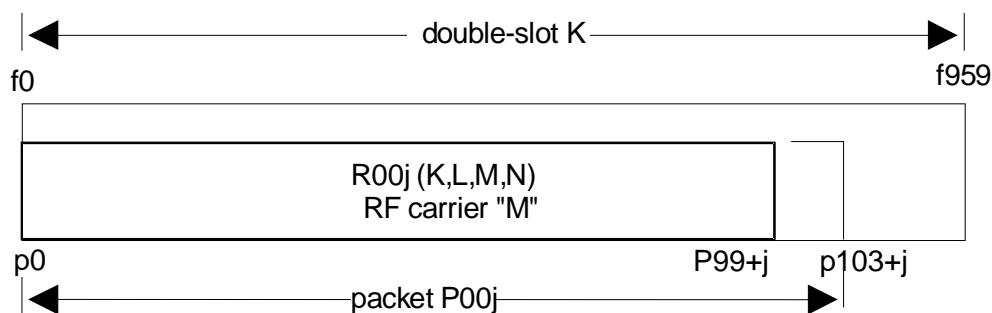 double-slot K
f0 f959
R00j (K,L,M,N)
RF carrier "M"
p0 P99+j p103+j
packet P00j